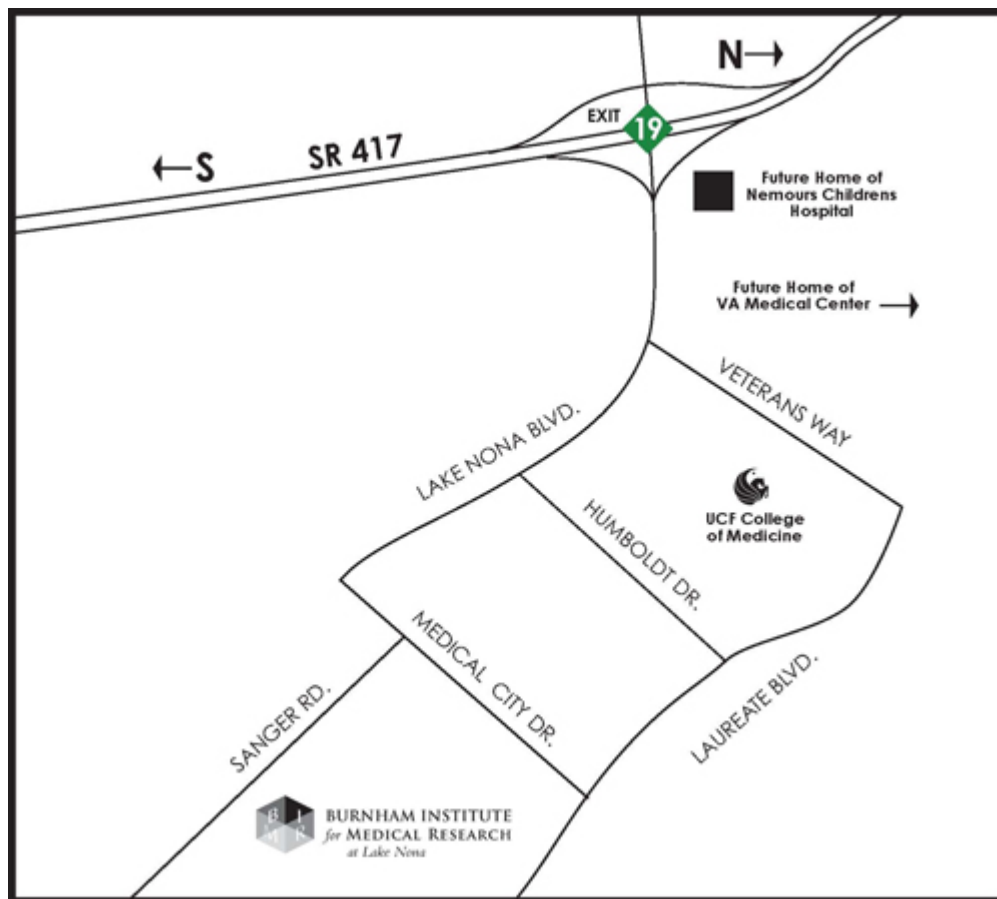 N
EXIT
19
SR 417
S
Future Home of
Nemours Childrens
Hospital
Future Home of
VA Medical Center
VETERANS WAY
LAKE NONA BLVD.
UCF College
of Medicine
HUMBOLDT DR.
MEDICAL CITY DR.
LAUREATE BLVD.
SANGER RD.
B I
M R
BURNHAM INSTITUTE
for MEDICAL RESEARCH
at Lake Nona